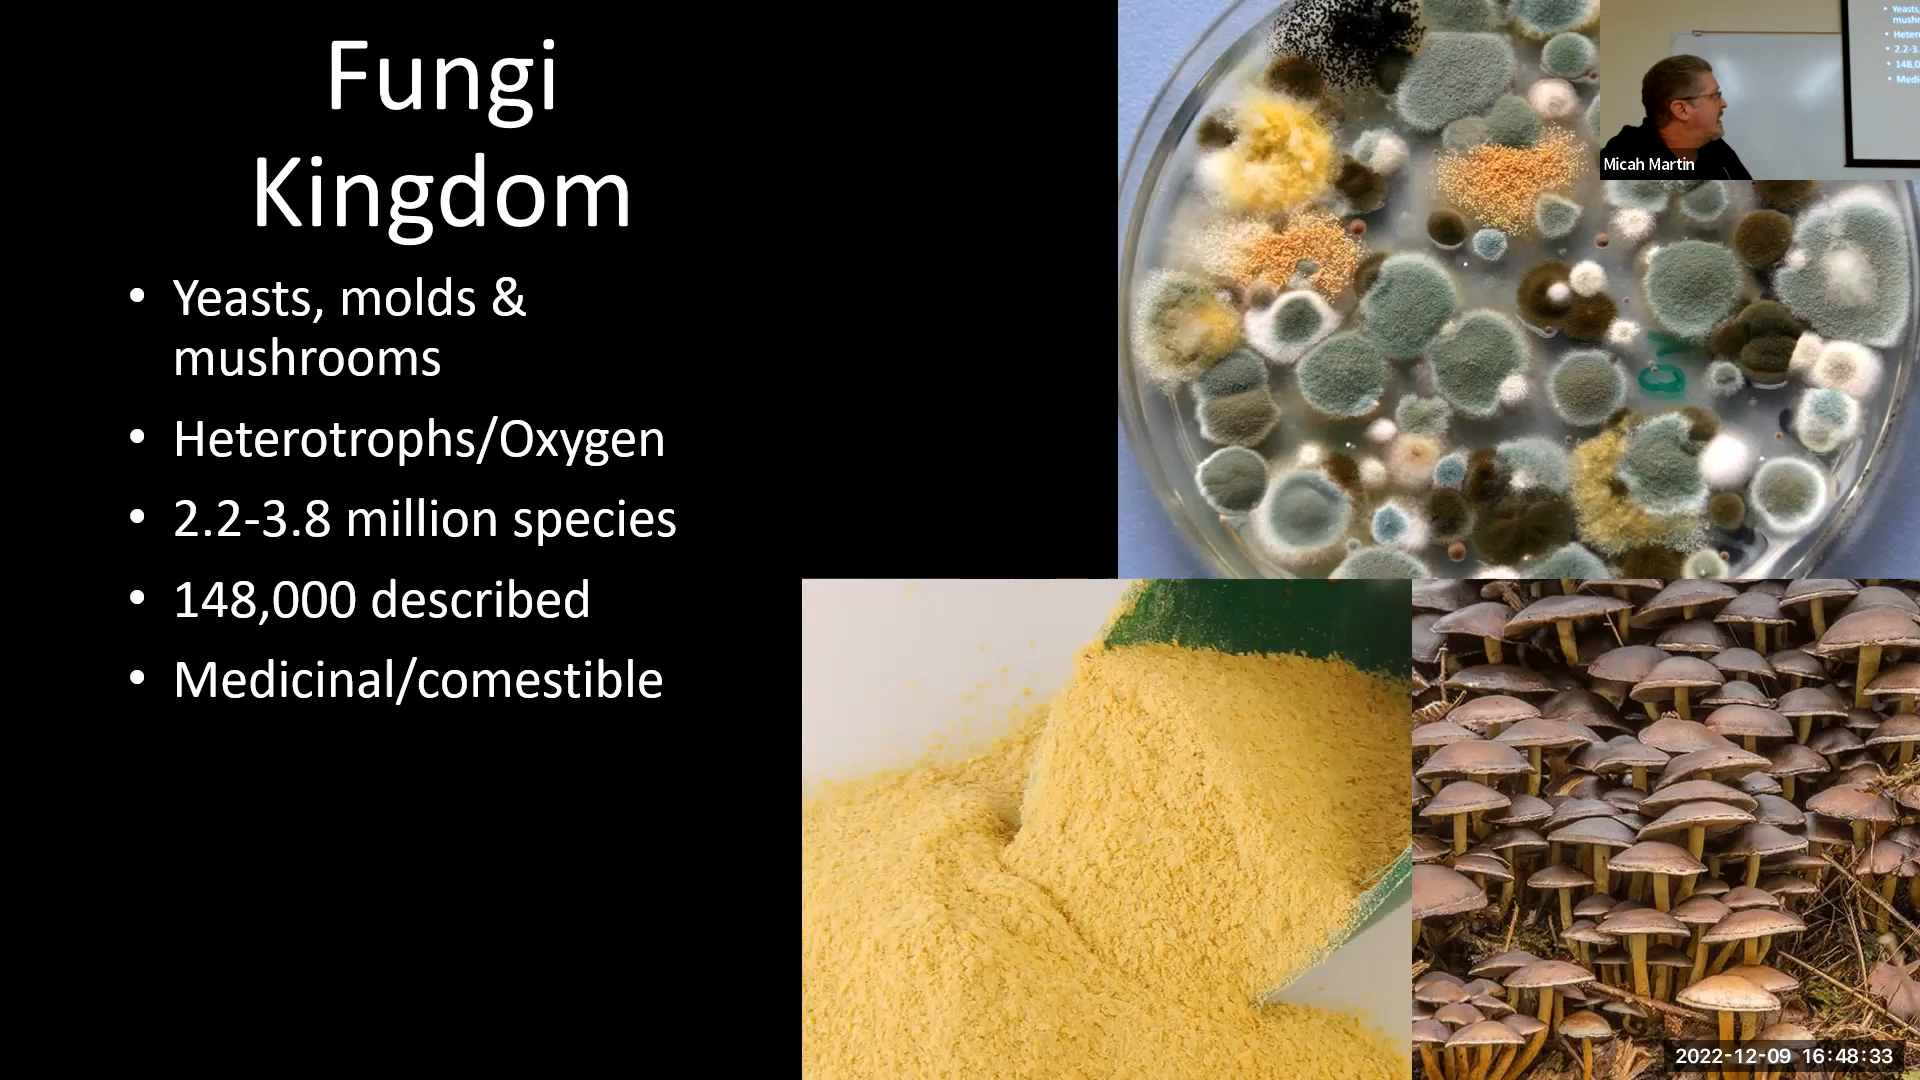 Fungi
Kingdom
• Yeasts, molds &
mushrooms
• Heterotrophs/Oxygen
• 2.2-3.8 million species
• 148,000 described
• Medicinal/comestible
Micah Martin
2022-12-09 16:48:33